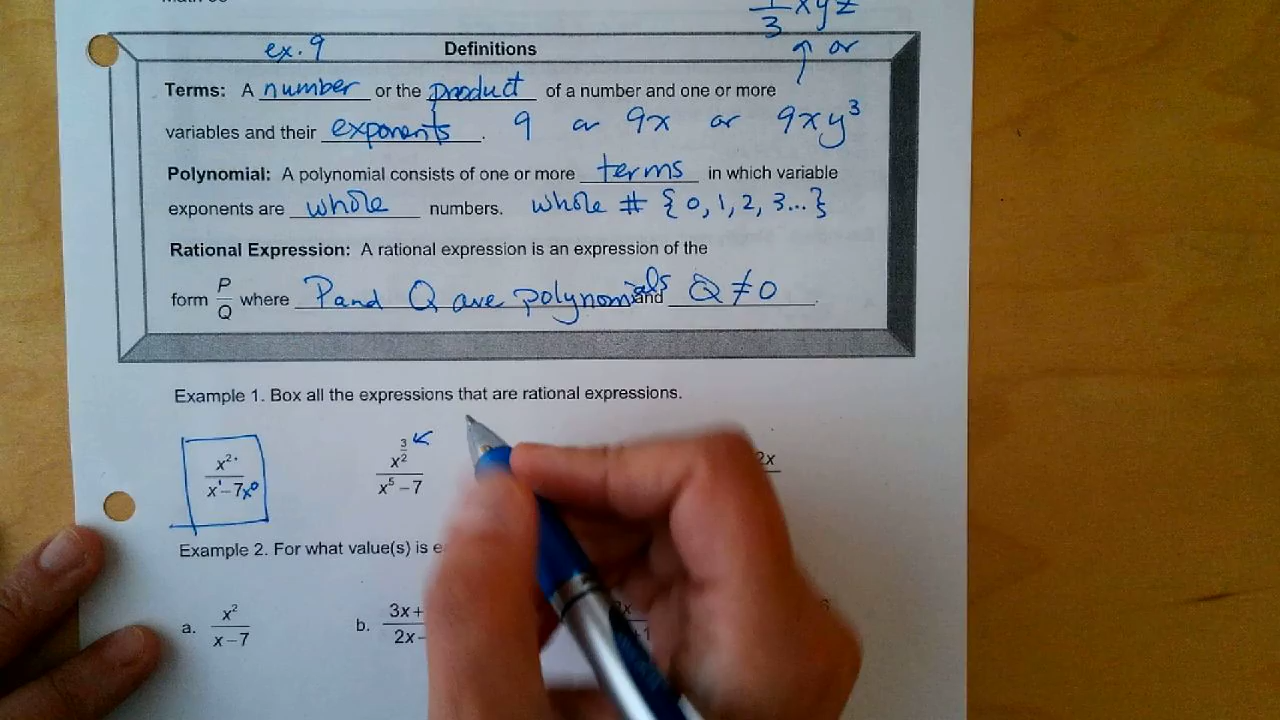 1/3 xyz
ex. 9 Definitions ↑ or
Terms: A number or the product of a number and one or more
variables and their exponents. 9 or 9x or 9xy³
Polynomial: A polynomial consists of one or more terms in which variable
exponents are whole numbers. whole # {0, 1, 2, 3...}
Rational Expression: A rational expression is an expression of the
form P/Q where P and Q are polynomials and Q ≠ 0.
Example 1. Box all the expressions that are rational expressions.
x²/(x¹ – 7x⁰) x^(3/2)/(x⁵ – 7) 2x
Example 2. For what value(s) is
a. x²/(x – 7) b. 3x+ / 2x–